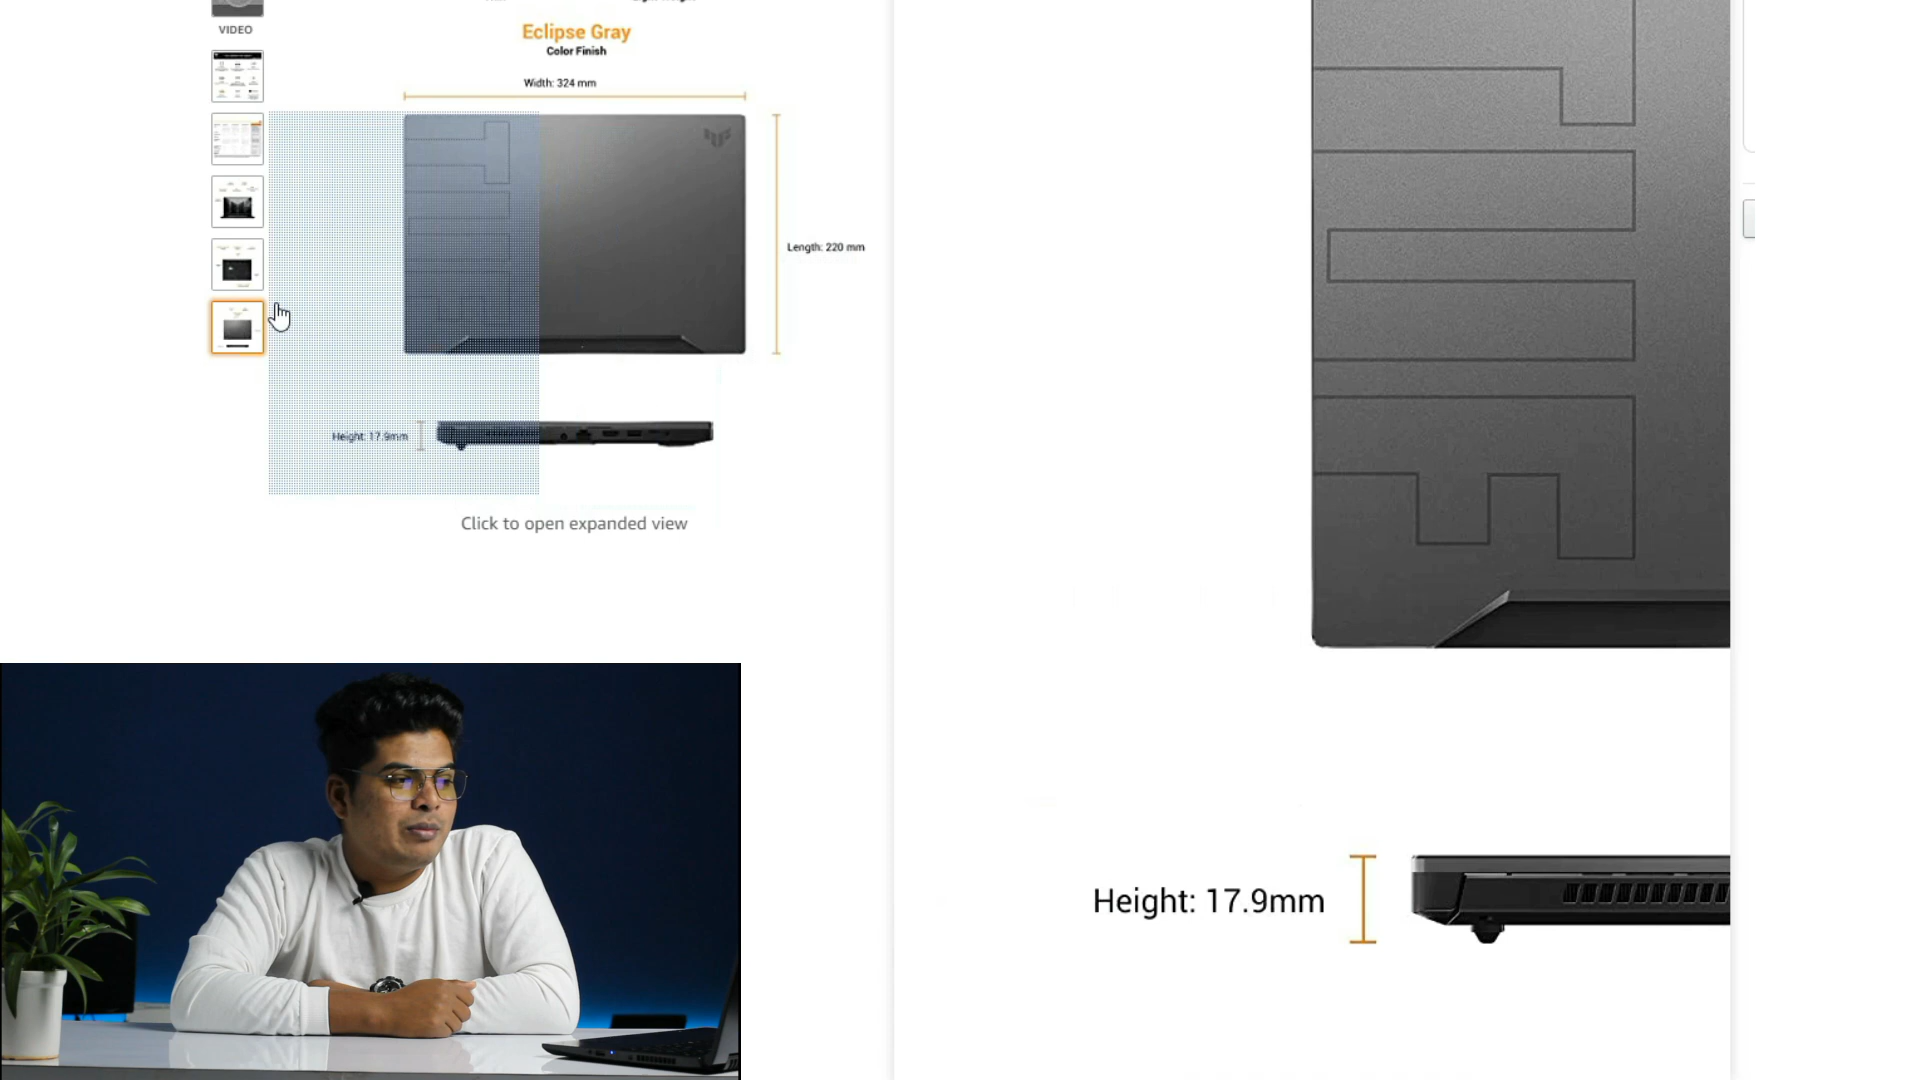 VIDEO
Eclipse Gray
Color Finish
Width: 324 mm
Length: 220 mm
Height: 17.9mm
Click to open expanded view
Height: 17.9mm